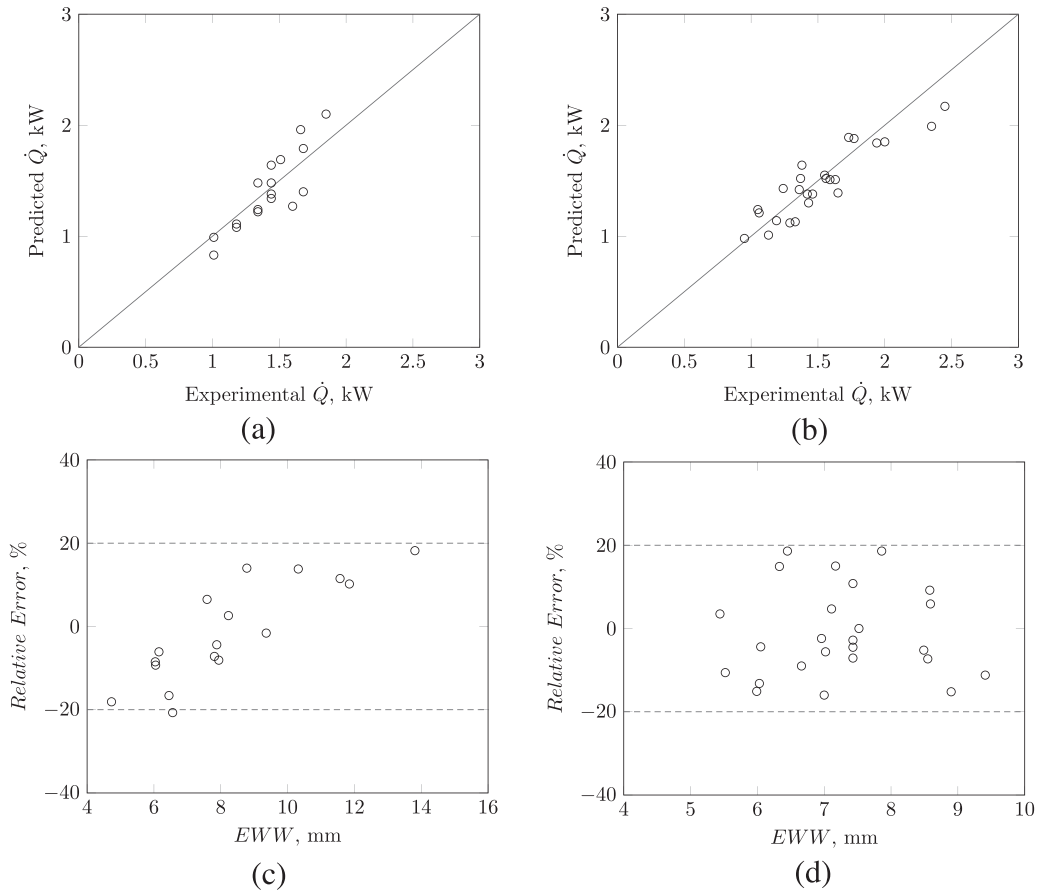 3
2
1
0
0 0.5 1 1.5 2 2.5 3
Predicted Q̇, kW
Experimental Q̇, kW
(a)
3
2
1
0
0 0.5 1 1.5 2 2.5 3
Predicted Q̇, kW
Experimental Q̇, kW
(b)
40
20
0
−20
−40
4 6 8 10 12 14 16
Relative Error, %
EWW, mm
(c)
40
20
0
−20
−40
4 5 6 7 8 9 10
Relative Error, %
EWW, mm
(d)